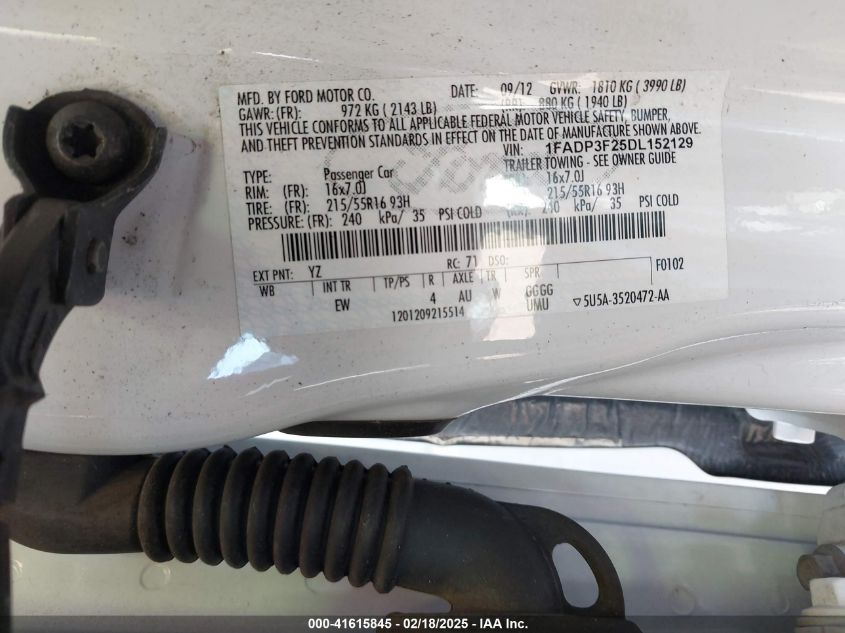 MFD. BY FORD MOTOR CO. DATE: 09/12 GVWR: 1810 KG ( 3990 LB)
GAWR: (FR): 972 KG ( 2143 LB) (RR): 880 KG ( 1940 LB)
THIS VEHICLE CONFORMS TO ALL APPLICABLE FEDERAL MOTOR VEHICLE SAFETY, BUMPER,
AND THEFT PREVENTION STANDARDS IN EFFECT ON THE DATE OF MANUFACTURE SHOWN ABOVE.
VIN: 1FADP3F25DL152129
TYPE: Passenger Car TRAILER TOWING - SEE OWNER GUIDE
RIM: (FR): 16x7.0J 16x7.0J
TIRE: (FR): 215/55R16 93H 215/55R16 93H
PRESSURE: (FR): 240 kPa/ 35 PSI COLD (RR): 240 kPa/ 35 PSI COLD
EXT PNT: YZ RC: 71 DSO: F0102
WB INT TR TP/PS R AXLE TR SPR
EW 4 AU W GGGG
UMU
1201209215514 ▽5U5A-3520472-AA
000-41615845 - 02/18/2025 - IAA Inc.